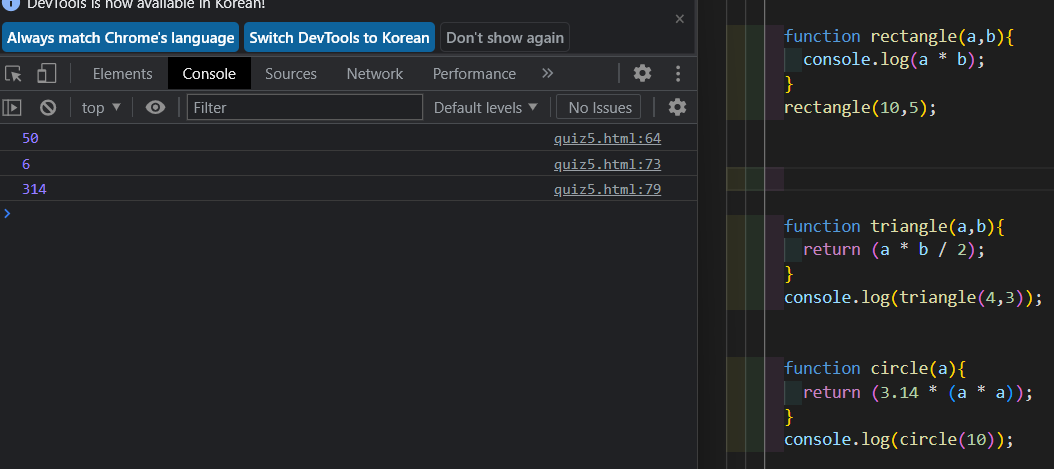 DevTools is now available in Korean!
Always match Chrome's language Switch DevTools to Korean Don't show again
Elements Console Sources Network Performance
top Filter Default levels No Issues
50 quiz5.html:64
6 quiz5.html:73
314 quiz5.html:79
function rectangle(a,b){
console.log(a * b);
}
rectangle(10,5);
function triangle(a,b){
return (a * b / 2);
}
console.log(triangle(4,3));
function circle(a){
return (3.14 * (a * a));
}
console.log(circle(10));